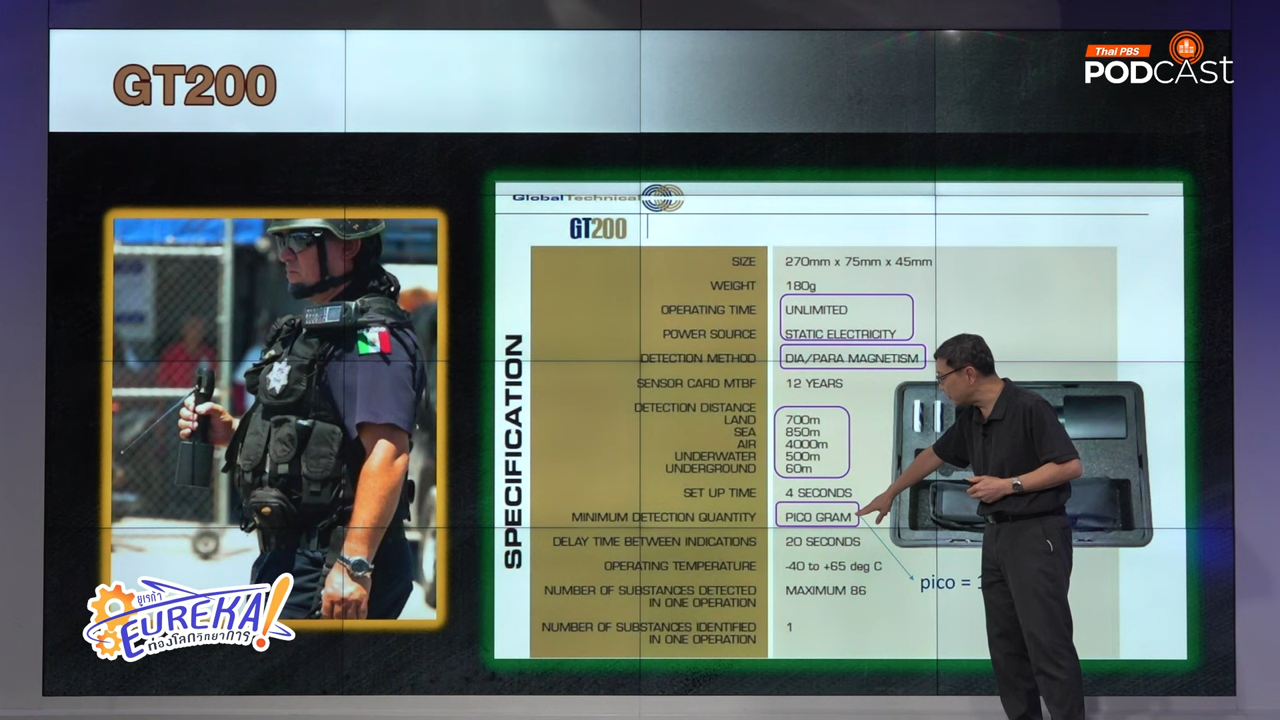 GT200
Thai PBS
PODCAST
GlobalTechnical
GT200
SPECIFICATION
SIZE 270mm x 75mm x 45mm
WEIGHT 180g
OPERATING TIME UNLIMITED
POWER SOURCE STATIC ELECTRICITY
DETECTION METHOD DIA/PARA MAGNETISM
SENSOR CARD MTBF 12 YEARS
DETECTION DISTANCE
LAND 700m
SEA 850m
AIR 4000m
UNDERWATER 500m
UNDERGROUND 60m
SET UP TIME 4 SECONDS
MINIMUM DETECTION QUANTITY PICO GRAM
DELAY TIME BETWEEN INDICATIONS 20 SECONDS
OPERATING TEMPERATURE -40 to +65 deg C
NUMBER OF SUBSTANCES DETECTED MAXIMUM 86
IN ONE OPERATION
NUMBER OF SUBSTANCES IDENTIFIED 1
IN ONE OPERATION
pico =
ยูเรก้า
EUREKA!
ท่องโลกวิทยาการ